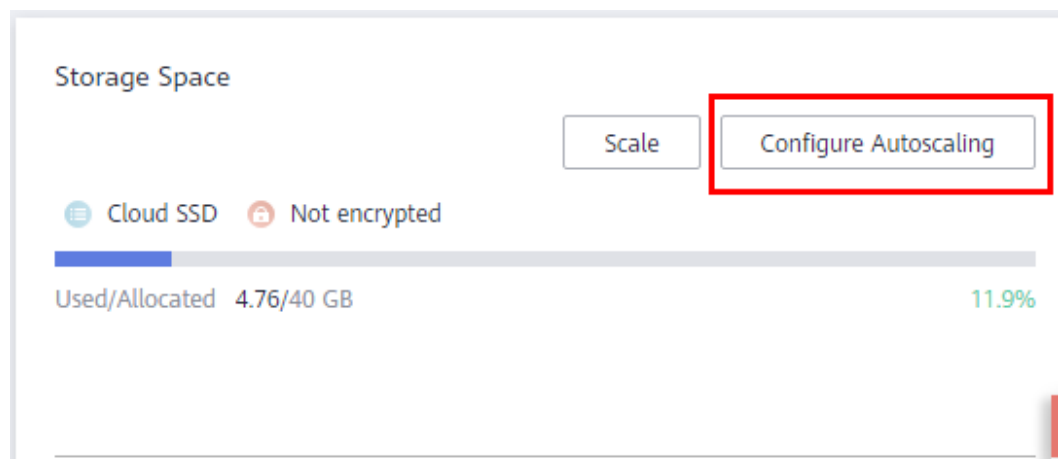 Storage Space
Scale
Configure Autoscaling
Cloud SSD
Not encrypted
Used/Allocated 4.76/40 GB
11.9%